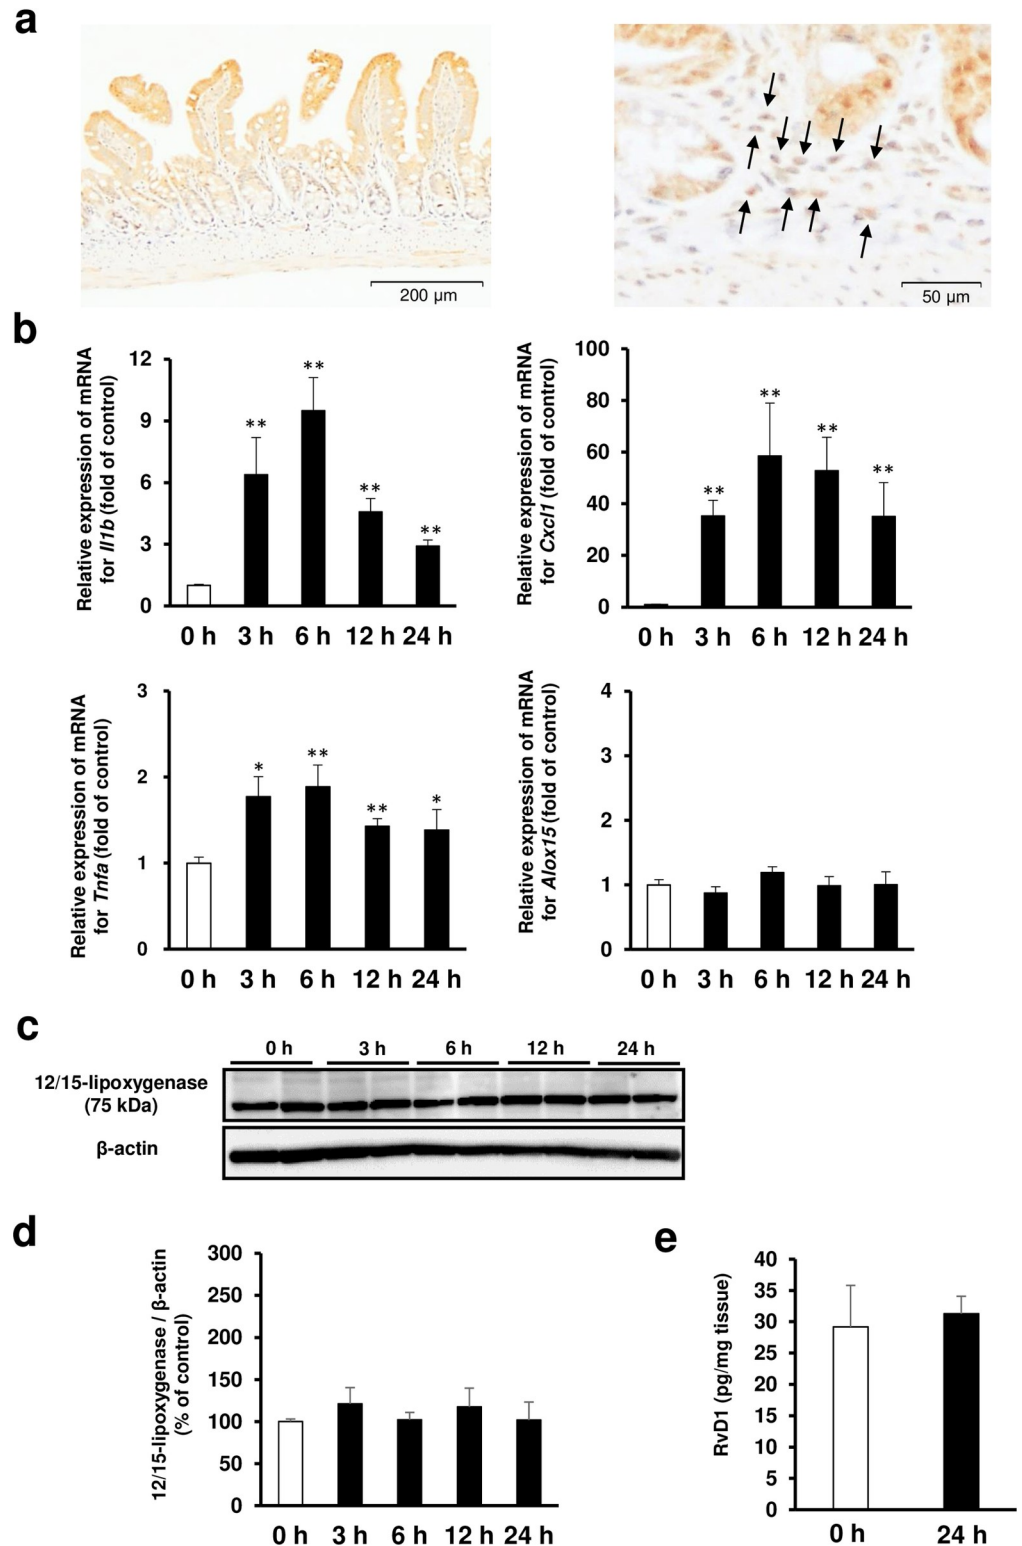 a
200 μm
50 μm
b
Relative expression of mRNA
for Il1b (fold of control)
12
9
6
3
0
**
**
**
**
0 h 3 h 6 h 12 h 24 h
Relative expression of mRNA
for Cxcl1 (fold of control)
100
80
60
40
20
0
**
**
**
**
0 h 3 h 6 h 12 h 24 h
Relative expression of mRNA
for Tnfa (fold of control)
3
2
1
0
*
**
**
*
0 h 3 h 6 h 12 h 24 h
Relative expression of mRNA
for Alox15 (fold of control)
4
3
2
1
0
0 h 3 h 6 h 12 h 24 h
c
0 h 3 h 6 h 12 h 24 h
12/15-lipoxygenase
(75 kDa)
β-actin
d
12/15-lipoxygenase / β-actin
(% of control)
300
250
200
150
100
50
0
0 h 3 h 6 h 12 h 24 h
e
RvD1 (pg/mg tissue)
40
35
30
25
20
15
10
5
0
0 h 24 h